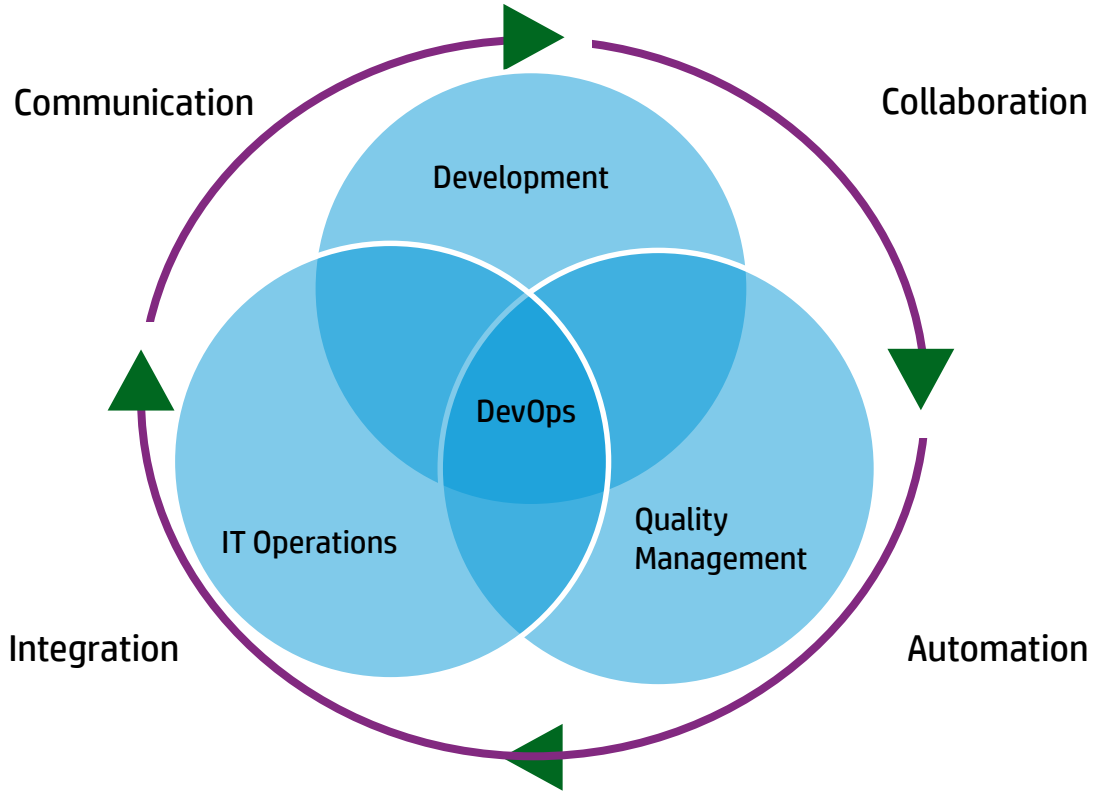 Communication
Collaboration
Development
DevOps
IT Operations
Quality
Management
Integration
Automation